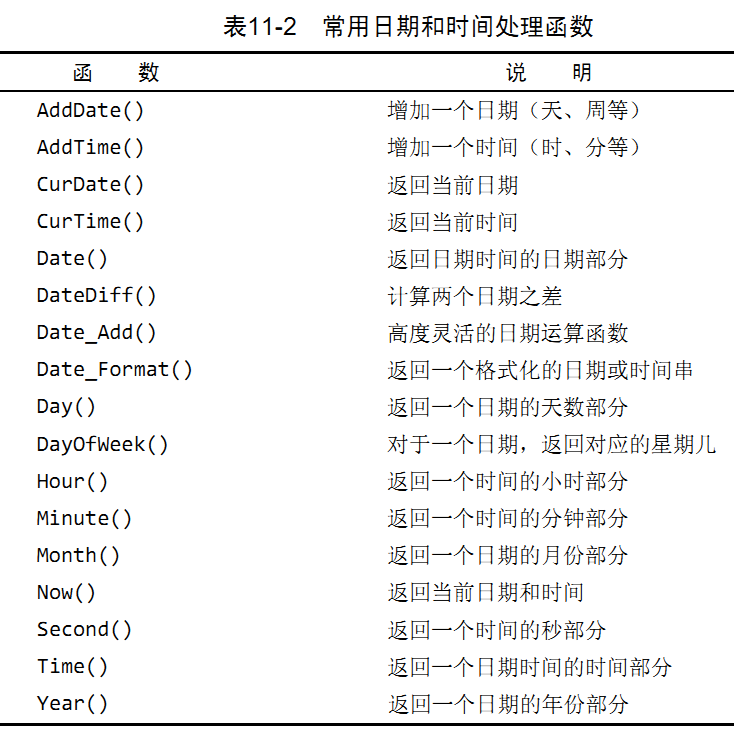 表11-2 常用日期和时间处理函数
函 数 说 明
AddDate() 增加一个日期（天、周等）
AddTime() 增加一个时间（时、分等）
CurDate() 返回当前日期
CurTime() 返回当前时间
Date() 返回日期时间的日期部分
DateDiff() 计算两个日期之差
Date_Add() 高度灵活的日期运算函数
Date_Format() 返回一个格式化的日期或时间串
Day() 返回一个日期的天数部分
DayOfWeek() 对于一个日期，返回对应的星期儿
Hour() 返回一个时间的小时部分
Minute() 返回一个时间的分钟部分
Month() 返回一个日期的月份部分
Now() 返回当前日期和时间
Second() 返回一个时间的秒部分
Time() 返回一个日期时间的时间部分
Year() 返回一个日期的年份部分